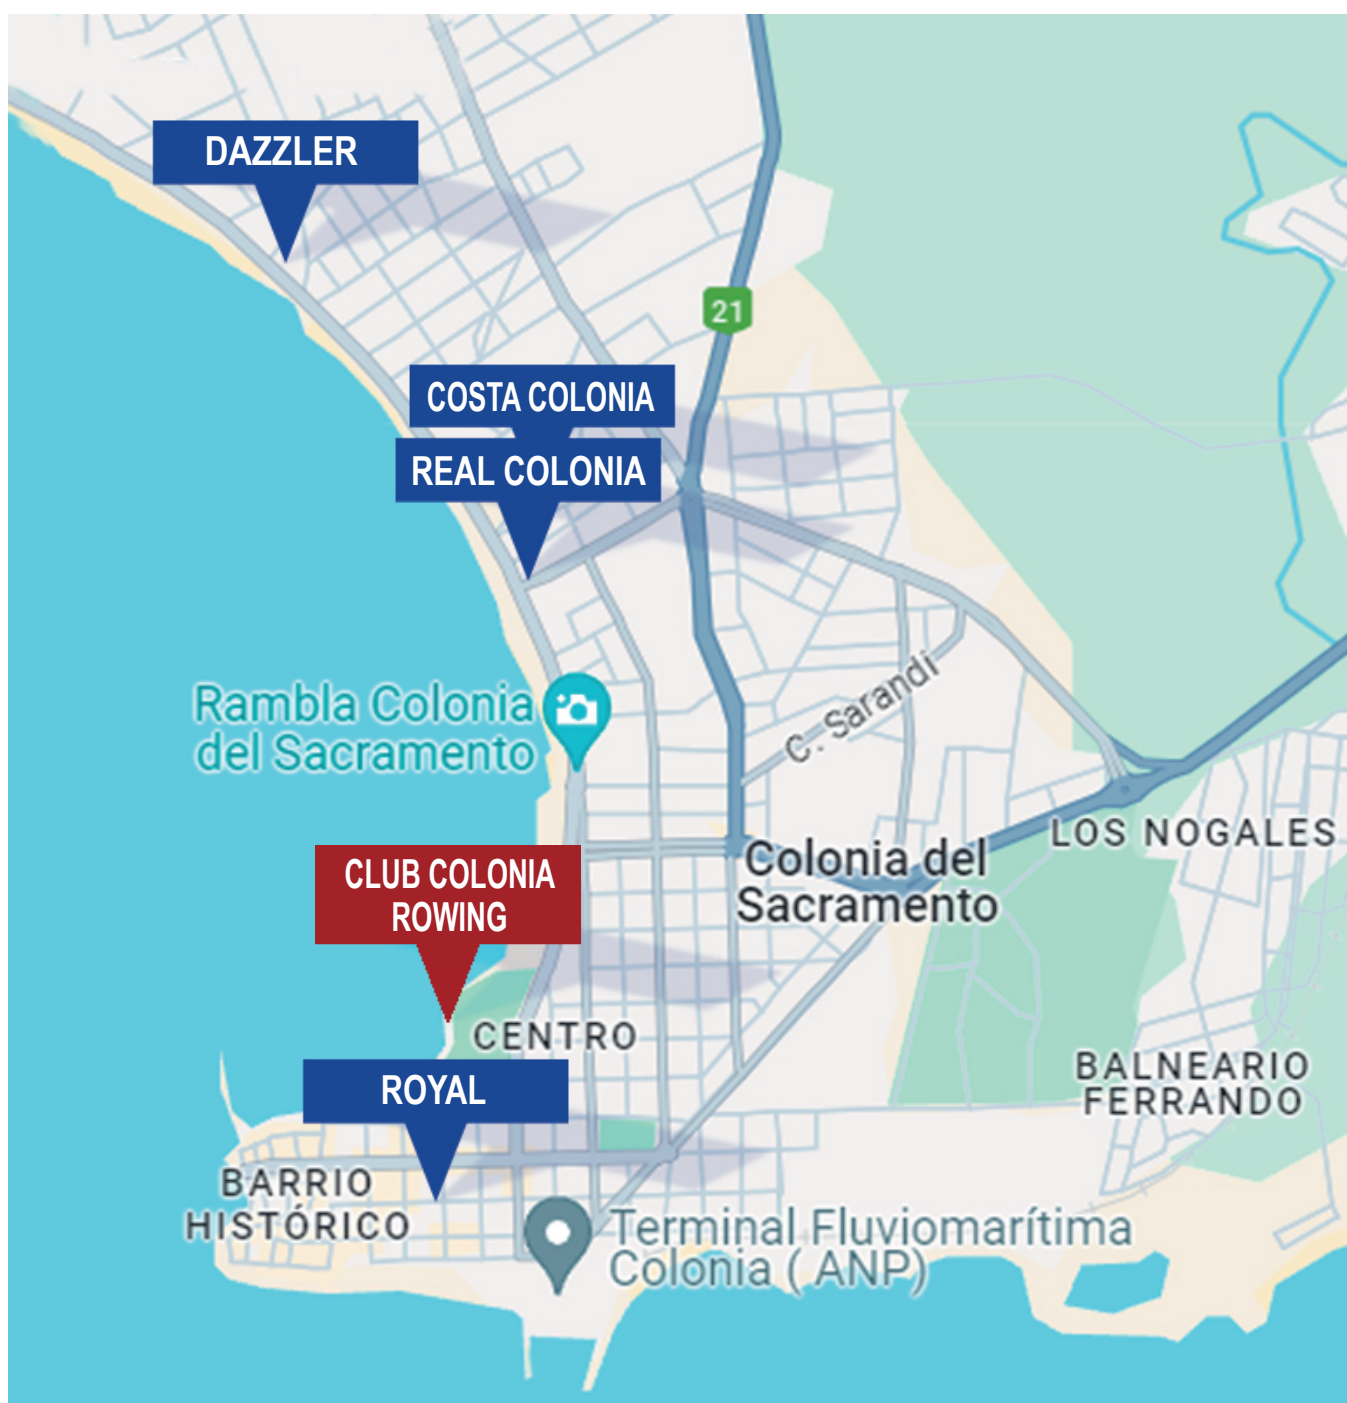 DAZZLER
21
COSTA COLONIA
REAL COLONIA
C. Sarandi
Rambla Colonia
del Sacramento
LOS NOGALES
Colonia del
Sacramento
CLUB COLONIA
ROWING
CENTRO
BALNEARIO
FERRANDO
ROYAL
BARRIO
HISTÓRICO
Terminal Fluviomarítima
Colonia ( ANP)